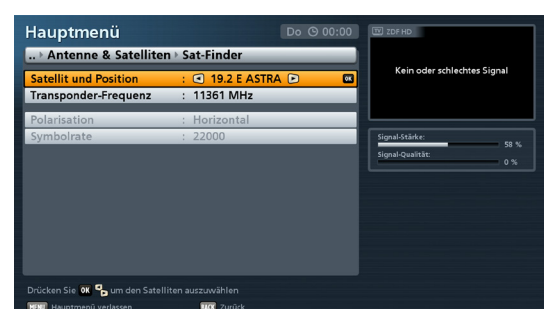 Hauptmenü
Do 00:00
.. Antenne & Satelliten Sat-Finder
Satellit und Position : 19.2 E ASTRA OK
Transponder-Frequenz : 11361 MHz
Polarisation : Horizontal
Symbolrate : 22000
TV ZDF HD
Kein oder schlechtes Signal
Signal-Stärke:
58 %
Signal-Qualität:
0 %
Drücken Sie OK um den Satelliten auszuwählen
MENU Hauptmenü verlassen BACK Zurück